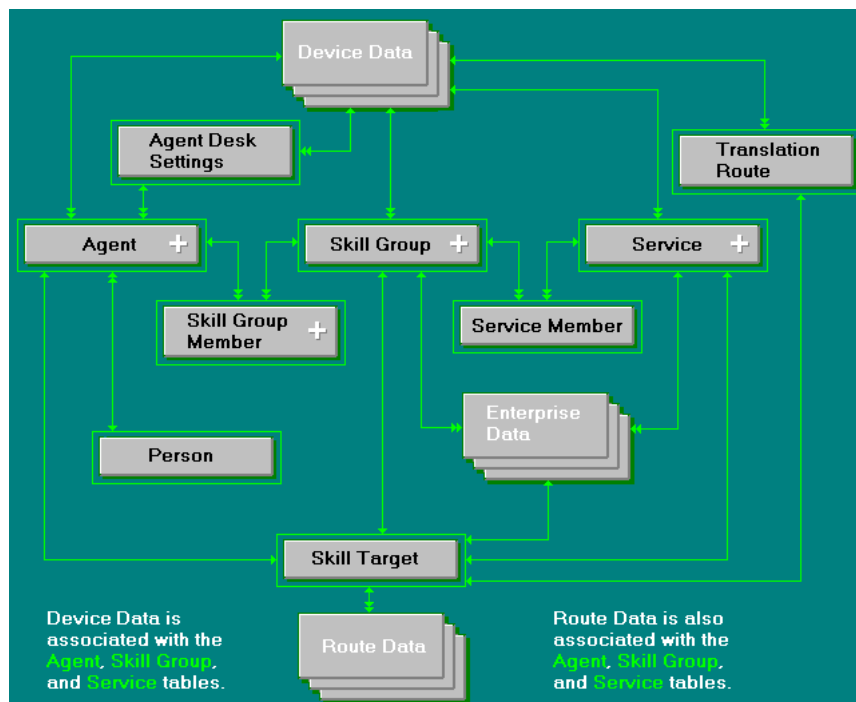 Device Data
Agent Desk
Settings
Translation
Route
Agent
Skill Group
Service
Skill Group
Member
Service Member
Enterprise
Data
Person
Skill Target
Device Data is
associated with the
Agent, Skill Group,
and Service tables.
Route Data
Route Data is also
associated with the
Agent, Skill Group,
and Service tables.